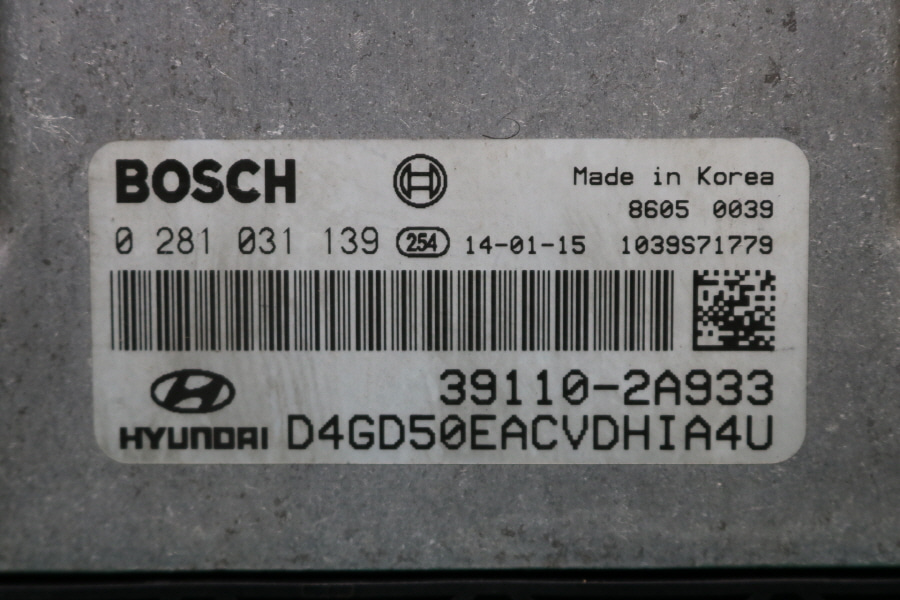 BOSCH
Made in Korea
8605 0039
0 281 031 139 254 14-01-15 1039S71779
39110-2A933
HYUNDAI D4GD50EACVDHIA4U